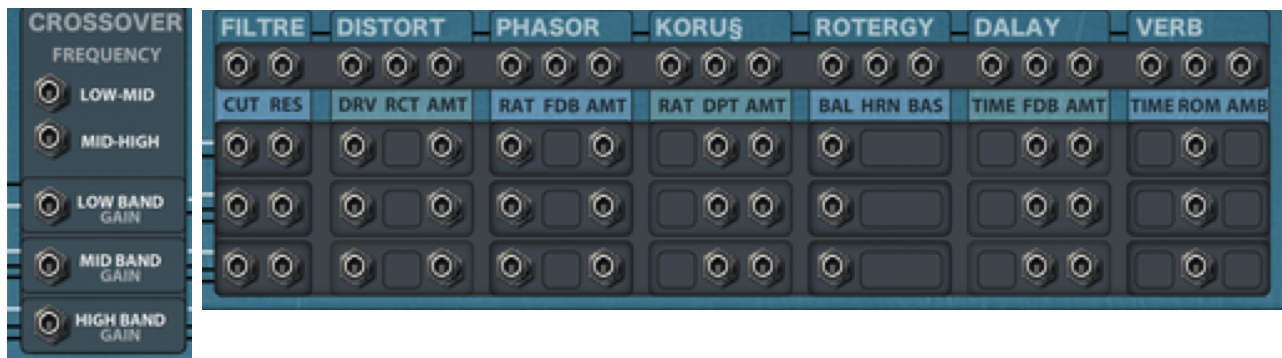 CROSSOVER
FREQUENCY
LOW-MID
MID-HIGH
LOW BAND
GAIN
MID BAND
GAIN
HIGH BAND
GAIN
FILTRE DISTORT PHASOR KORU§ ROTERGY DALAY VERB
CUT RES DRV RCT AMT RAT FDB AMT RAT DPT AMT BAL HRN BAS TIME FDB AMT TIME ROM AMB